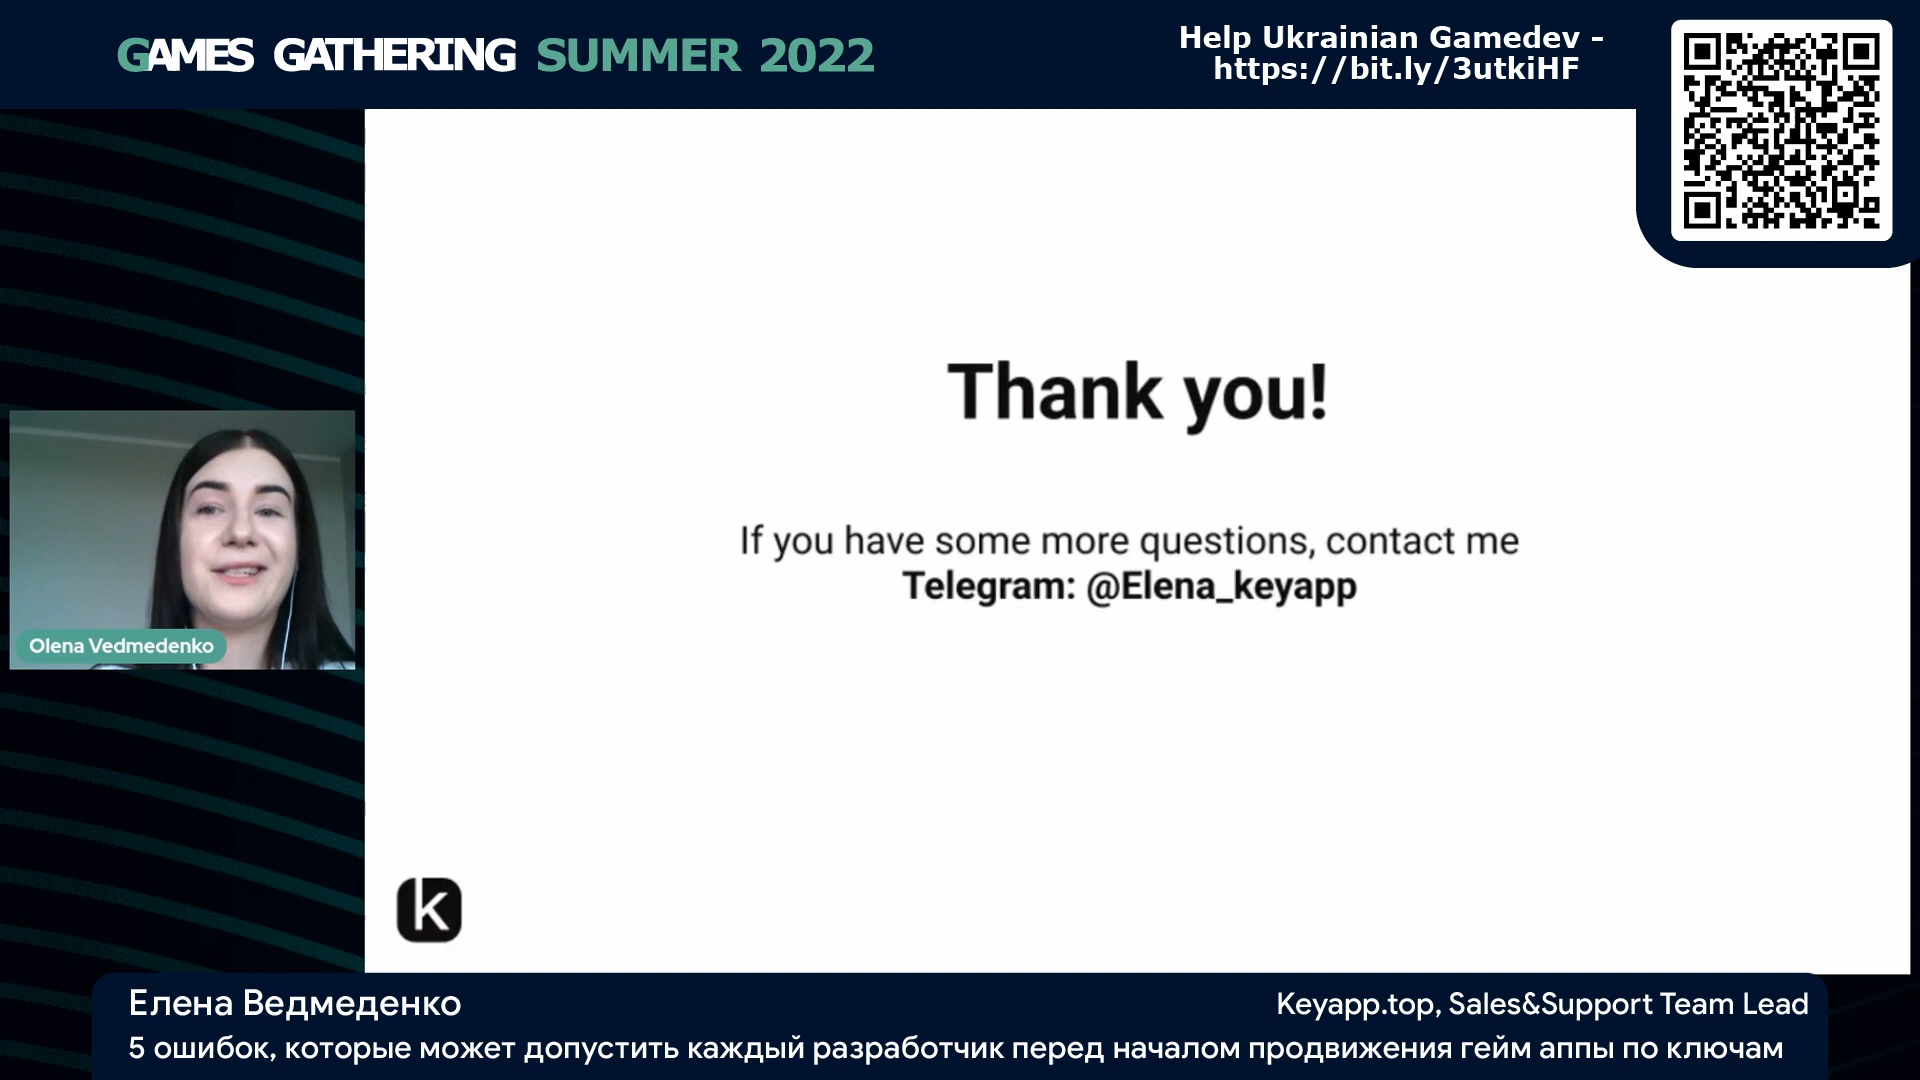 GAMES GATHERING SUMMER 2022
Help Ukrainian Gamedev -
https://bit.ly/3utkiHF
Thank you!
If you have some more questions, contact me
Telegram: @Elena_keyapp
Olena Vedmedenko
k
Елена Ведмеденко
Keyapp.top, Sales&Support Team Lead
5 ошибок, которые может допустить каждый разработчик перед началом продвижения гейм аппы по ключам